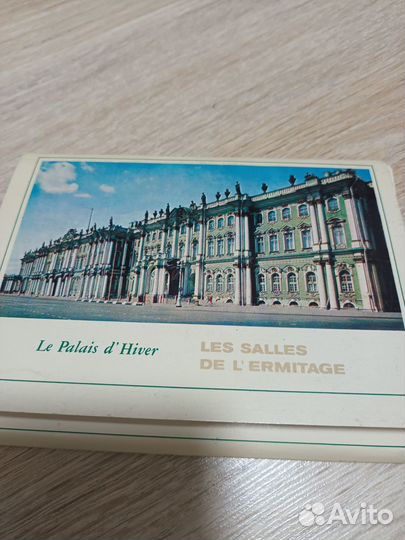 Le Palais d'Hiver
LES SALLES
DE L'ERMITAGE
Avito